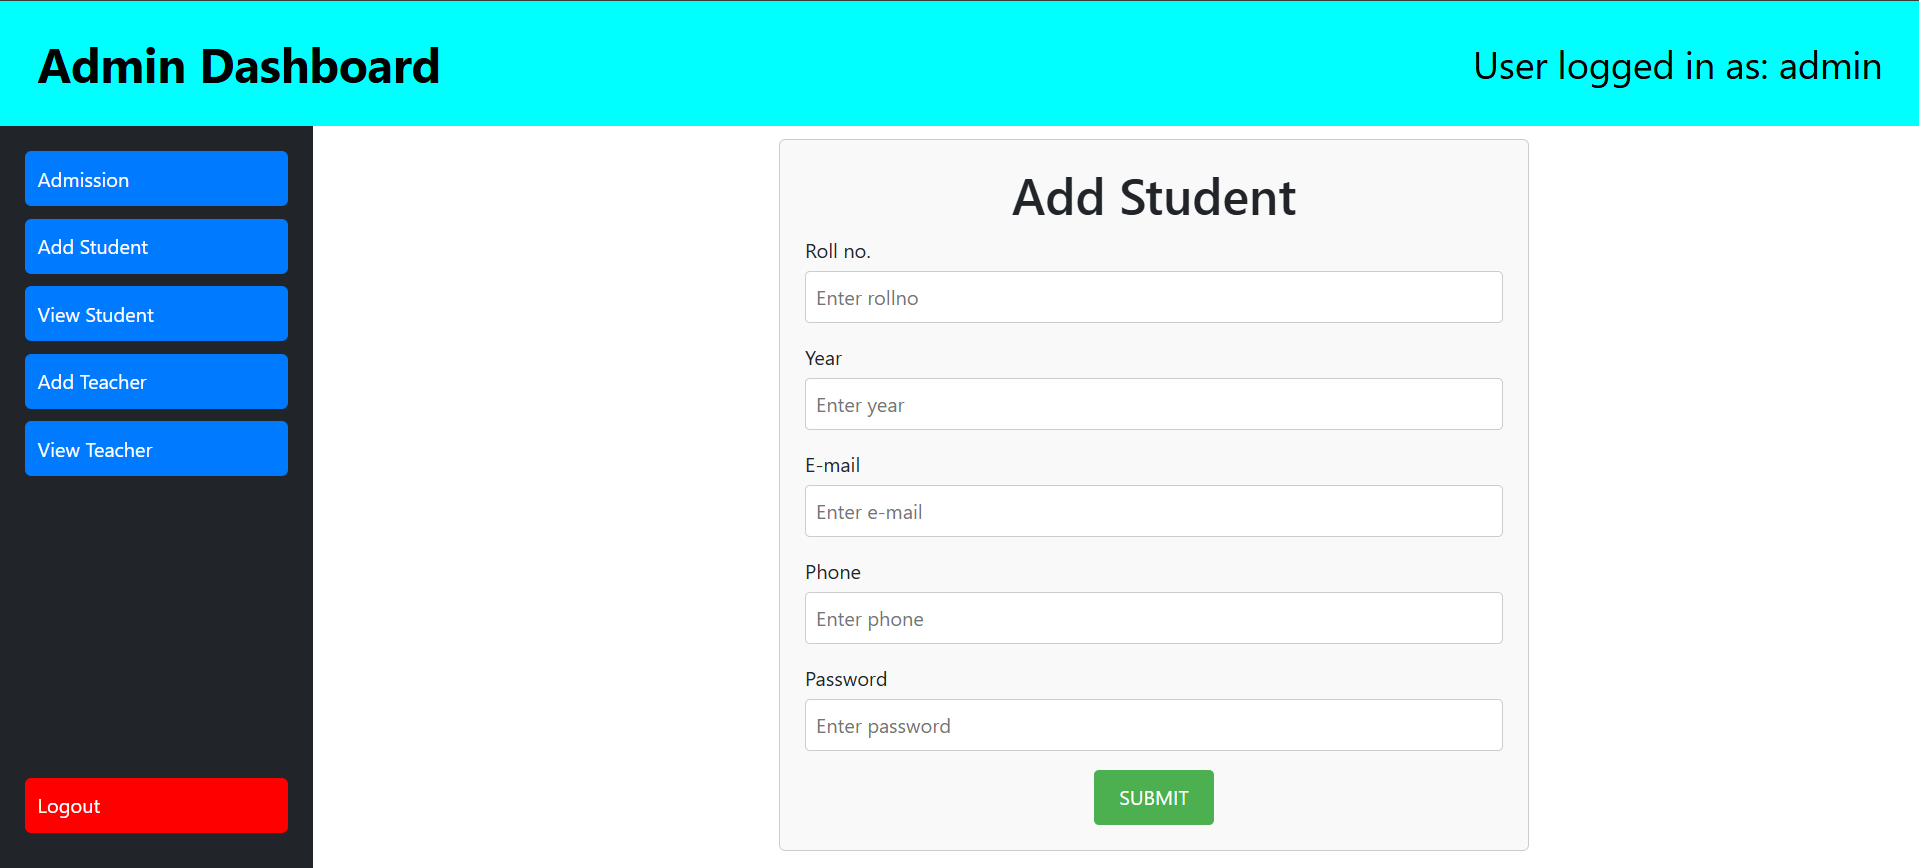 Admin Dashboard
User logged in as: admin
Admission
Add Student
View Student
Add Teacher
View Teacher
Logout
Add Student
Roll no.
Enter rollno
Year
Enter year
E-mail
Enter e-mail
Phone
Enter phone
Password
Enter password
SUBMIT